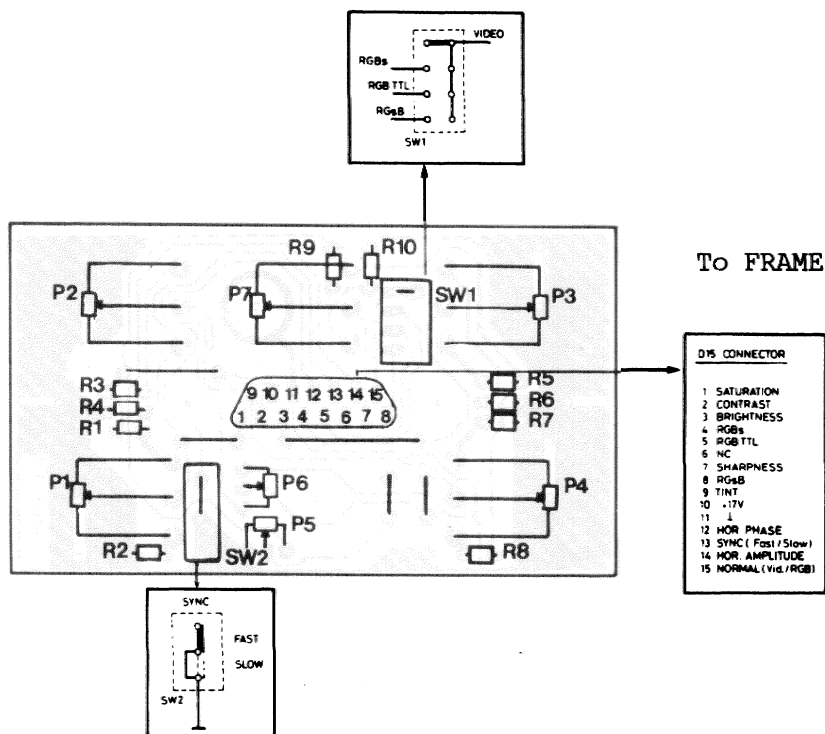 VIDEO
RGBs
RGB TTL
RGsB
SW1
R9 R10
P2 P7 SW1 P3
To FRAME
R3
R4
R1
9 10 11 12 13 14 15
1 2 3 4 5 6 7 8
R5
R6
R7
P1 P6 P4
P5
R2 SW2 R8
D15 CONNECTOR
1 SATURATION
2 CONTRAST
3 BRIGHTNESS
4 RGBs
5 RGB TTL
6 NC
7 SHARPNESS
8 RGsB
9 TINT
10 +17V
11 ⊥
12 HOR PHASE
13 SYNC (Fast/Slow)
14 HOR. AMPLITUDE
15 NORMAL (Vid./RGB)
SYNC
FAST
SLOW
SW2